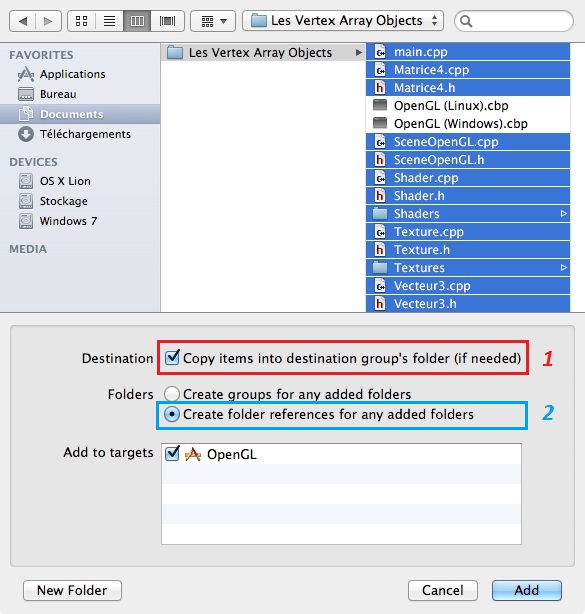 Les Vertex Array Objects
FAVORITES
Applications
Bureau
Documents
Téléchargements
DEVICES
OS X Lion
Stockage
Windows 7
MEDIA
Les Vertex Array Objects
main.cpp
Matrice4.cpp
Matrice4.h
OpenGL (Linux).cbp
OpenGL (Windows).cbp
SceneOpenGL.cpp
SceneOpenGL.h
Shader.cpp
Shader.h
Shaders
Texture.cpp
Texture.h
Textures
Vecteur3.cpp
Vecteur3.h
Destination Copy items into destination group's folder (if needed) 1
Folders Create groups for any added folders
Create folder references for any added folders 2
Add to targets OpenGL
New Folder Cancel Add